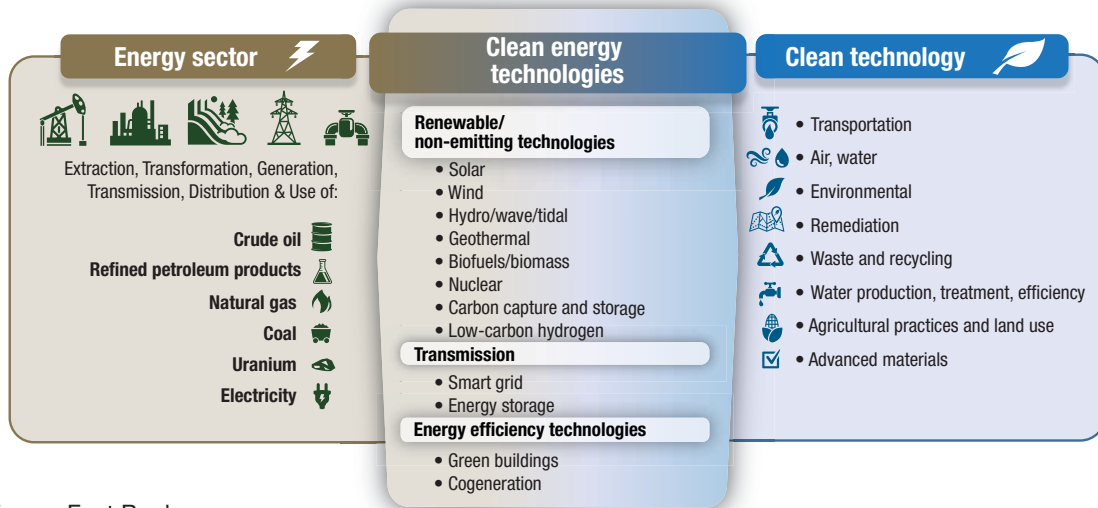 Energy sector
Extraction, Transformation, Generation,
Transmission, Distribution & Use of:
Crude oil
Refined petroleum products
Natural gas
Coal
Uranium
Electricity
Clean energy
technologies
Renewable/
non-emitting technologies
• Solar
• Wind
• Hydro/wave/tidal
• Geothermal
• Biofuels/biomass
• Nuclear
• Carbon capture and storage
• Low-carbon hydrogen
Transmission
• Smart grid
• Energy storage
Energy efficiency technologies
• Green buildings
• Cogeneration
Clean technology
• Transportation
• Air, water
• Environmental
• Remediation
• Waste and recycling
• Water production, treatment, efficiency
• Agricultural practices and land use
• Advanced materials